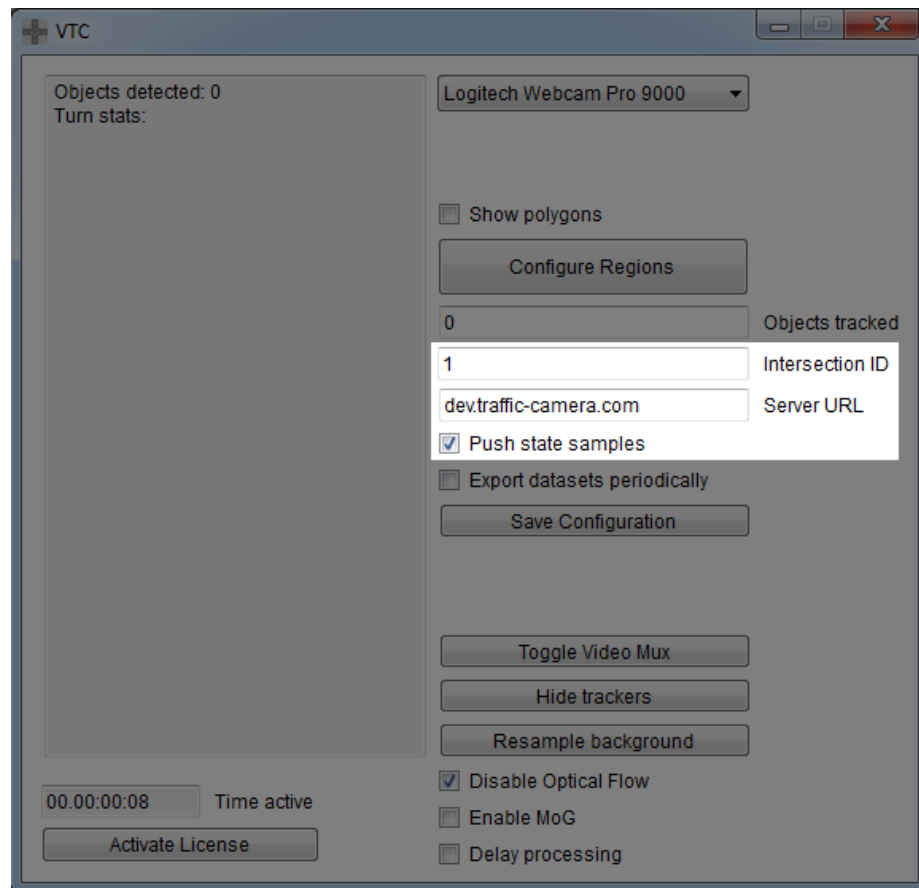 VTC
Objects detected: 0
Turn stats:
Logitech Webcam Pro 9000
Show polygons
Configure Regions
0 Objects tracked
1 Intersection ID
dev.traffic-camera.com Server URL
Push state samples
Export datasets periodically
Save Configuration
Toggle Video Mux
Hide trackers
Resample background
Disable Optical Flow
00.00:00:08 Time active
Enable MoG
Activate License
Delay processing